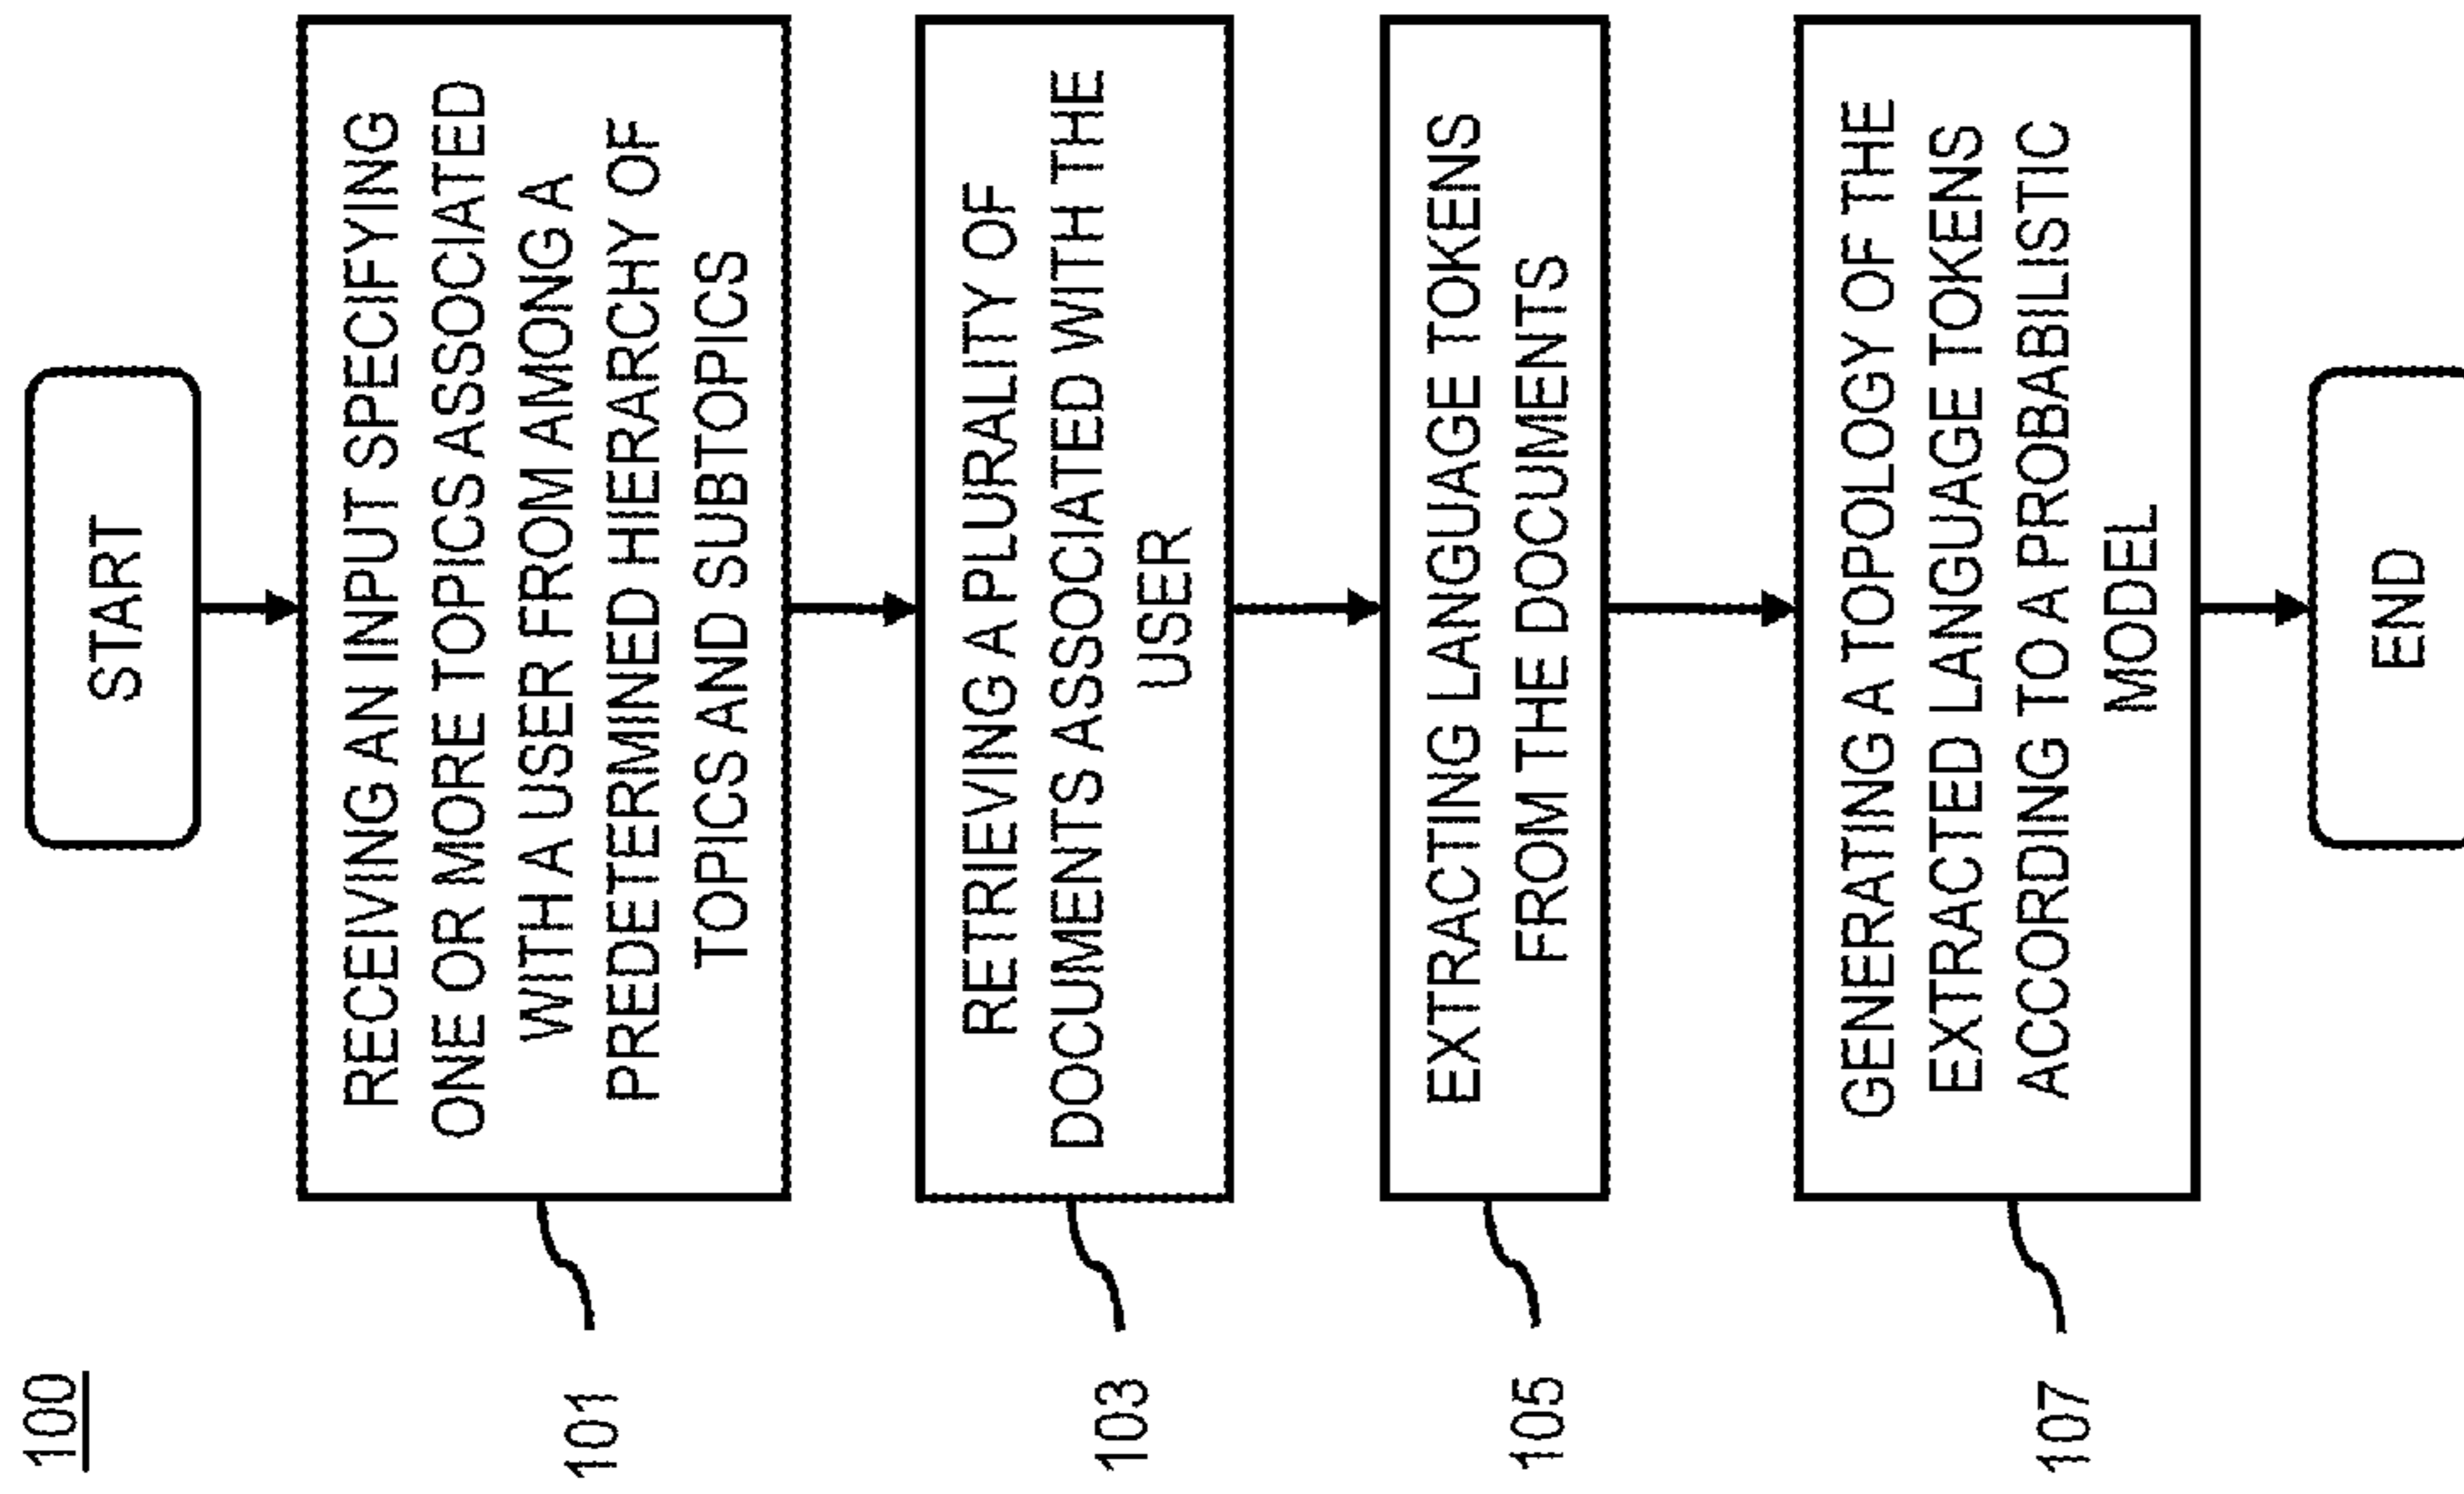 100
START
101
RECEIVING AN INPUT SPECIFYING
ONE OR MORE TOPICS ASSOCIATED
WITH A USER FROM AMONG A
PREDETERMINED HIERARCHY OF
TOPICS AND SUBTOPICS
103
RETRIEVING A PLURALITY OF
DOCUMENTS ASSOCIATED WITH THE
USER
105
EXTRACTING LANGUAGE TOKENS
FROM THE DOCUMENTS
107
GENERATING A TOPOLOGY OF THE
EXTRACTED LANGUAGE TOKENS
ACCORDING TO A PROBABILISTIC
MODEL
END